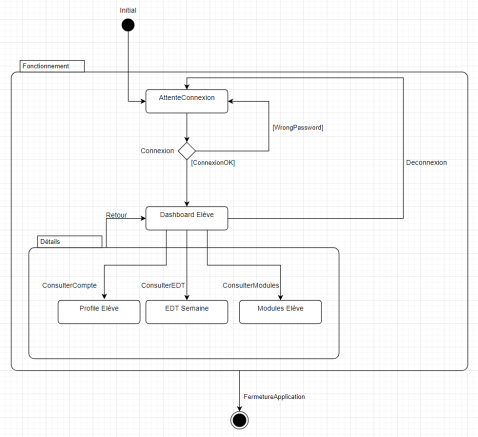 Initial
Fonctionnement
AttenteConnexion
[WrongPassword]
Connexion
[ConnexionOK]
Deconnexion
Dashboard Elève
Retour
Détails
ConsulterCompte
ConsulterEDT
ConsulterModules
Profile Elève
EDT Semaine
Modules Elève
FermetureApplication